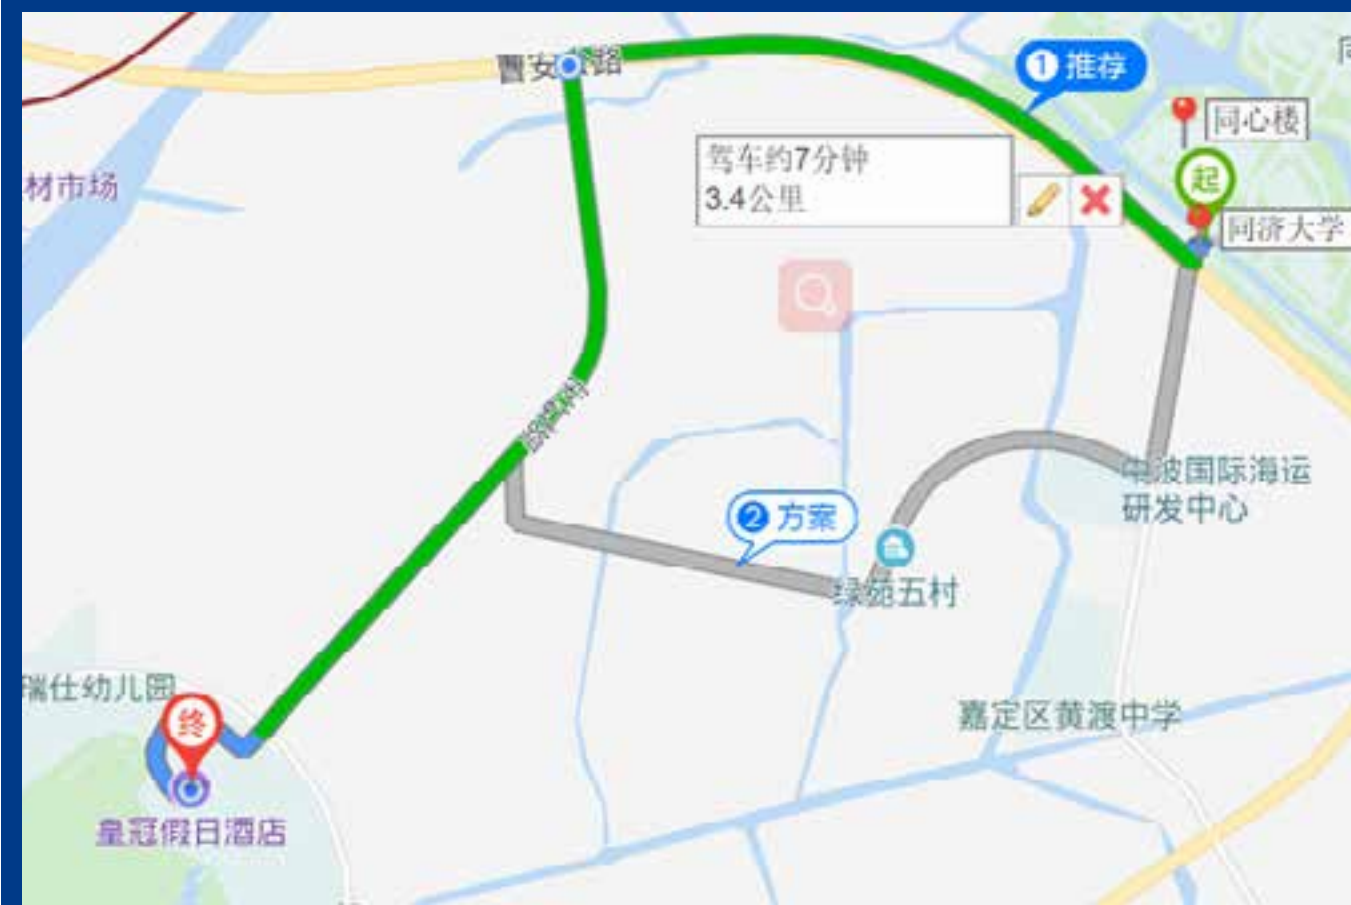 曹安公路
① 推荐
同
同心楼
驾车约7分钟
3.4公里
起
材市场
同济大学
中波国际海运
研发中心
② 方案
绿苑五村
瑞仕幼儿园
终
嘉定区黄渡中学
皇冠假日酒店